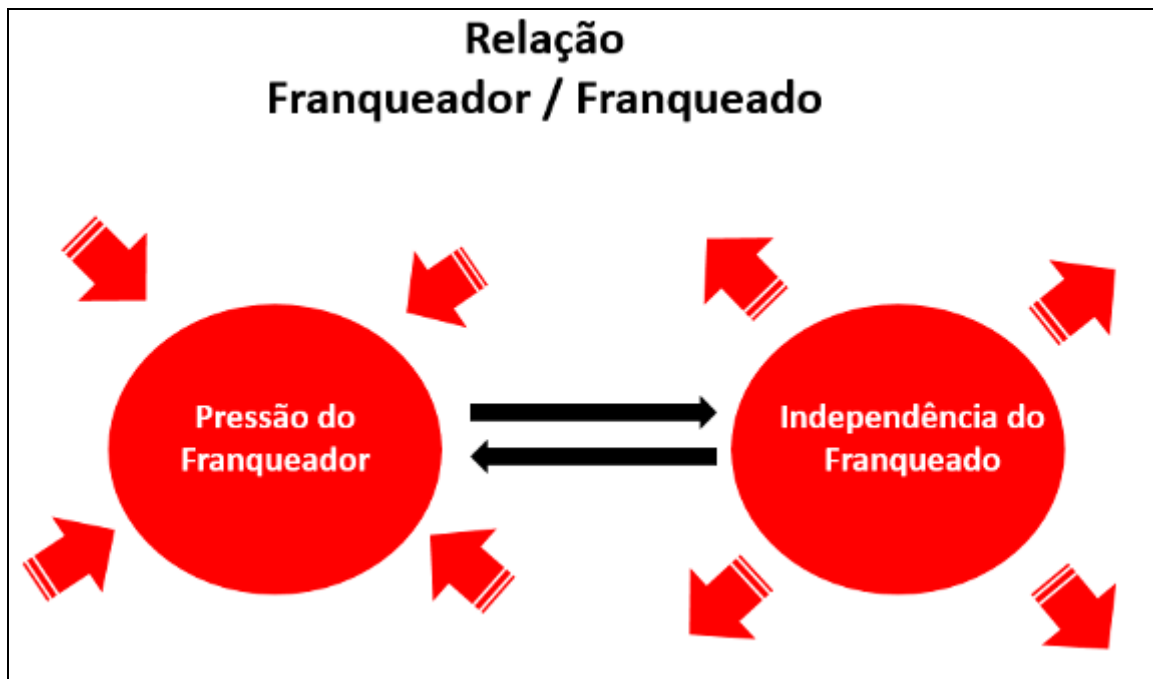 Relação
Franqueador / Franqueado
Pressão do
Franqueador
Independência do
Franqueado